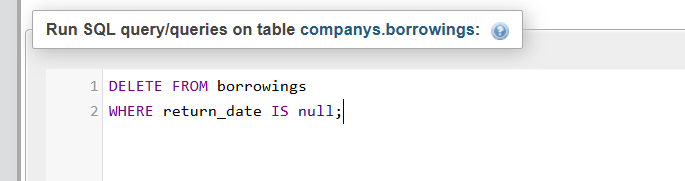 Run SQL query/queries on table companys.borrowings:
1 DELETE FROM borrowings
2 WHERE return_date IS null;